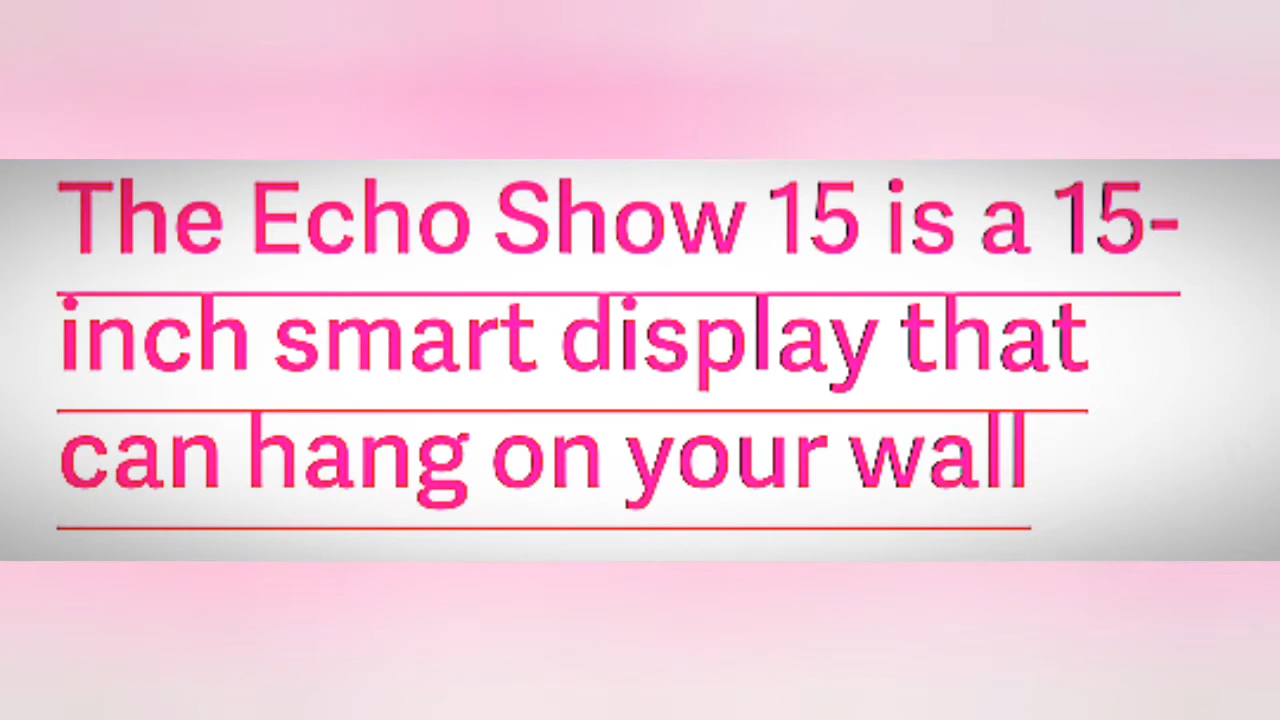 The Echo Show 15 is a 15-
inch smart display that
can hang on your wall